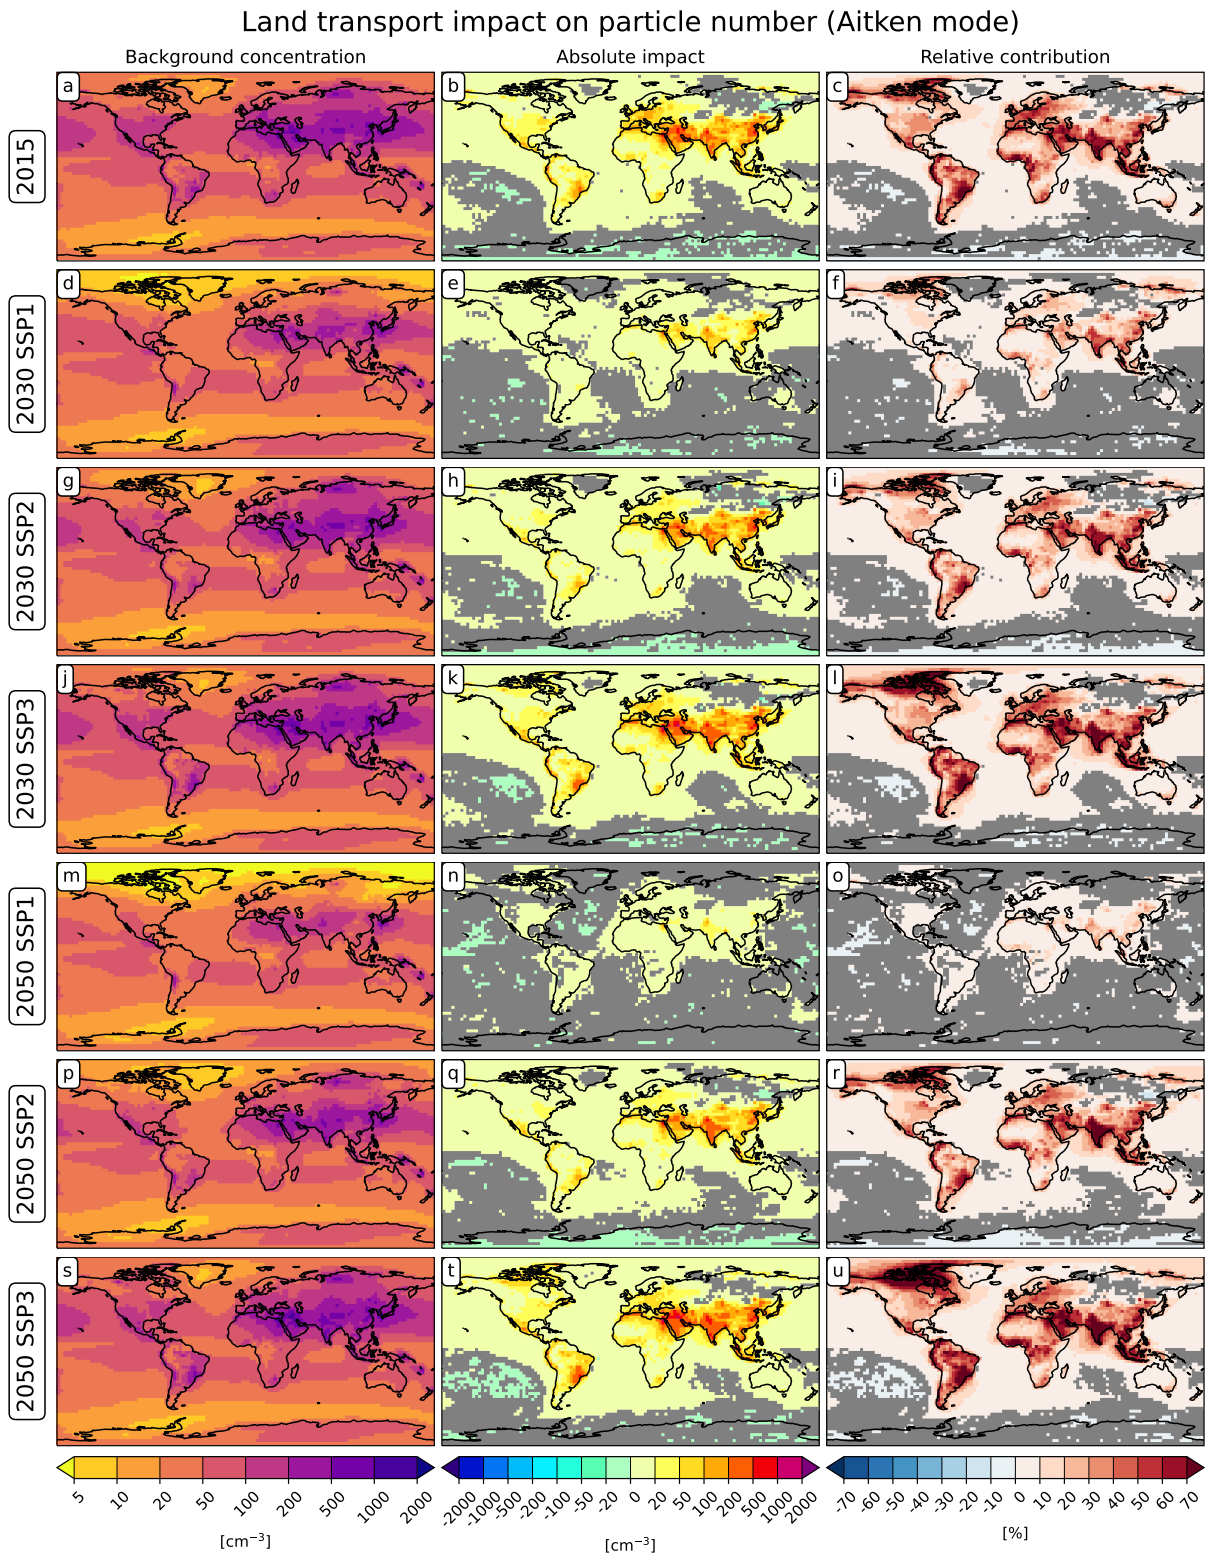 Land transport impact on particle number (Aitken mode)
Background concentration
Absolute impact
Relative contribution
2015
a
b
c
2030 SSP1
d
e
f
2030 SSP2
g
h
i
2030 SSP3
j
k
l
2050 SSP1
m
n
o
2050 SSP2
p
q
r
2050 SSP3
s
t
u
5 10 20 50 100 200 500 1000 2000
[cm⁻³]
-2000 -1000 -500 -100 -50 -20 0 20 50 100 500 1000 2000
[cm⁻³]
-70 -60 -50 -40 -30 -20 -10 0 10 20 30 40 50 60 70
[%]